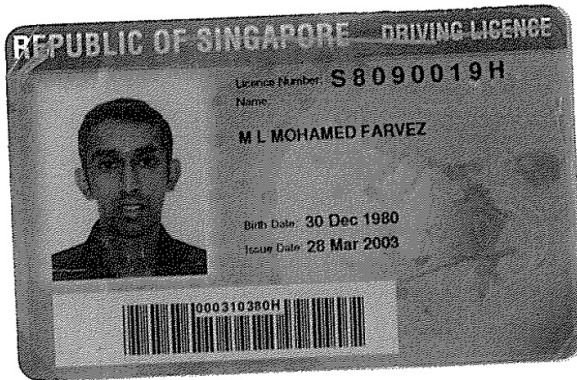 REPUBLIC OF SINGAPORE DRIVING LICENCE
Licence Number: S8090019H
Name:
M L MOHAMED FARVEZ
Birth Date: 30 Dec 1980
Issue Date: 28 Mar 2003
000310380H